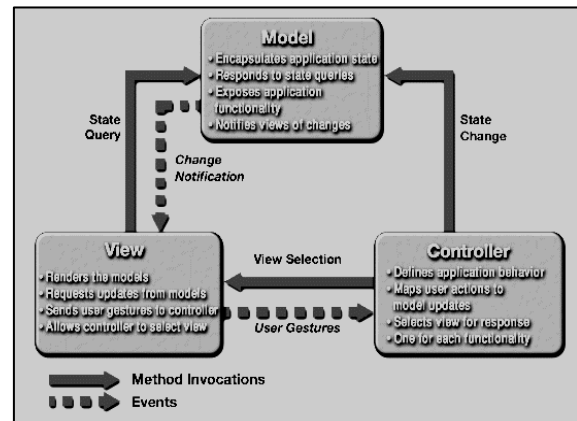 Model
• Encapsulates application state
• Responds to state queries
• Exposes application
functionality
• Notifies views of changes
State
Query
Change
Notification
State
Change
View
• Renders the models
• Requests updates from models
• Sends user gestures to controller
• Allows controller to select view
View Selection
User Gestures
Controller
• Defines application behavior
• Maps user actions to
model updates
• Selects view for response
• One for each functionality
Method Invocations
Events